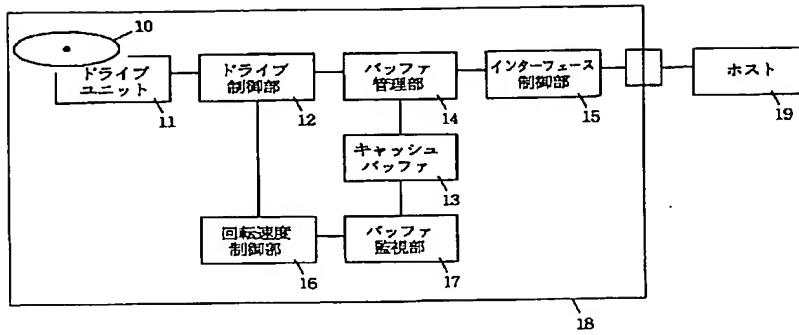 10
ドライブ
ユニット
11
ドライブ
制御部
12
バッファ
管理部
14
インターフェース
制御部
15
ホスト
19
キャッシュ
バッファ
13
回転速度
制御部
16
バッファ
監視部
17
18